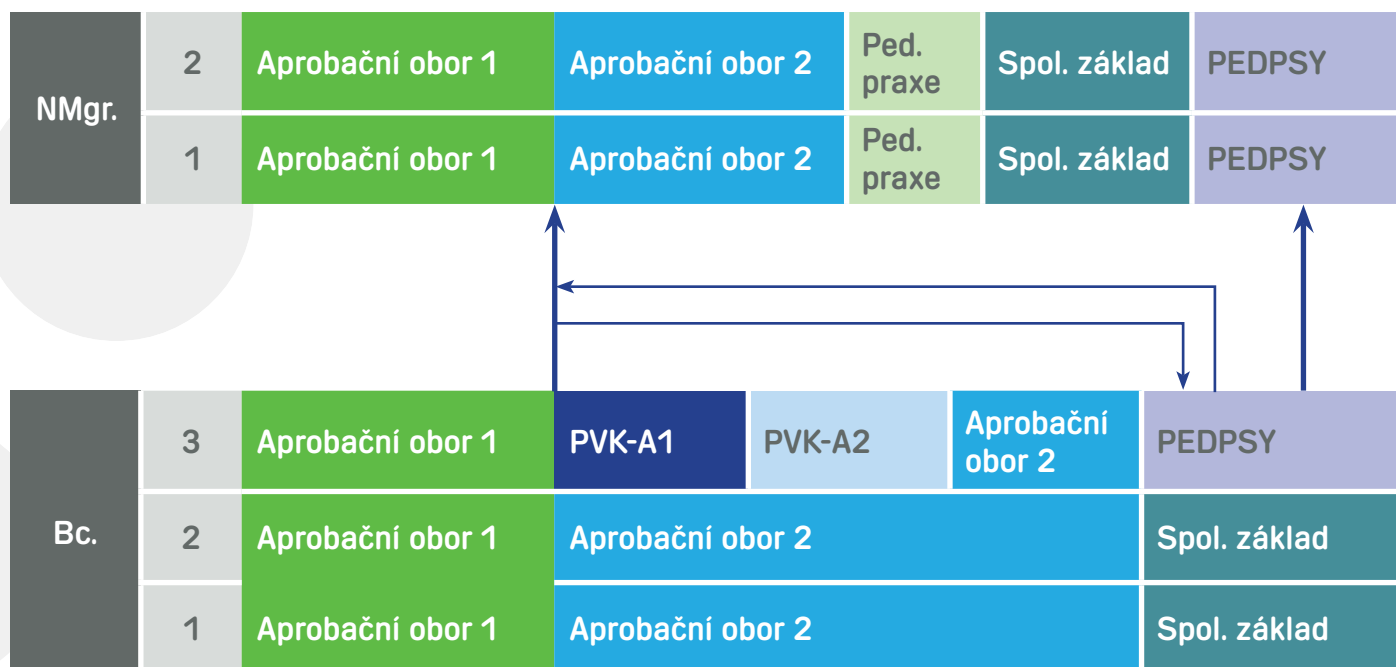 NMgr.
2
Aprobační obor 1
Aprobační obor 2
Ped.
praxe
Spol. základ
PEDPSY
1
Aprobační obor 1
Aprobační obor 2
Ped.
praxe
Spol. základ
PEDPSY
Bc.
3
Aprobační obor 1
PVK-A1
PVK-A2
Aprobační
obor 2
PEDPSY
2
Aprobační obor 1
Aprobační obor 2
Spol. základ
1
Aprobační obor 1
Aprobační obor 2
Spol. základ